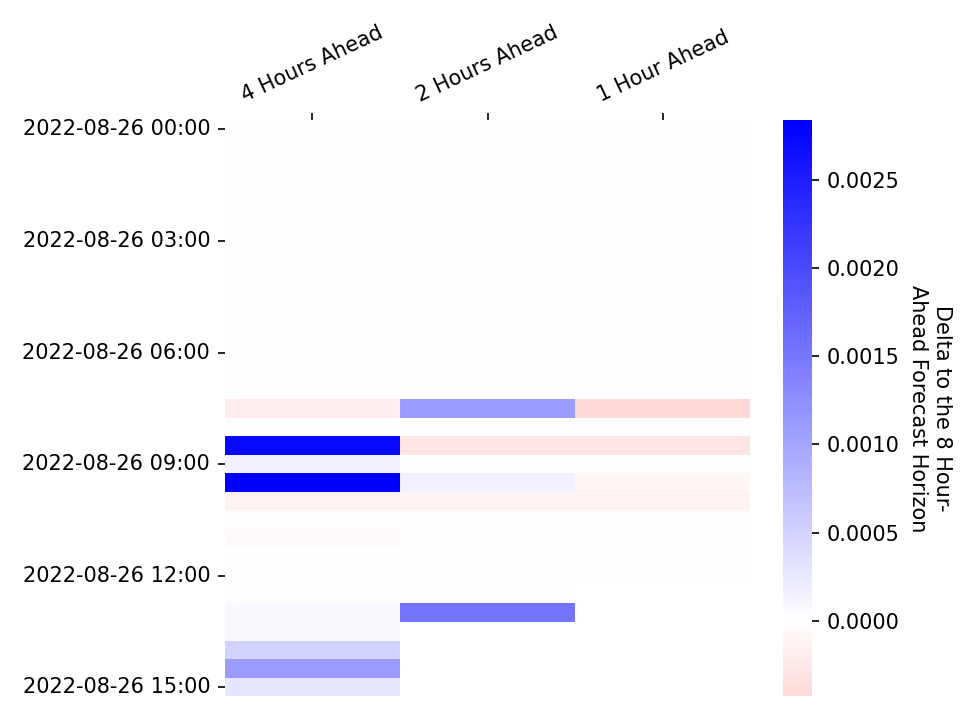 4 Hours Ahead
2 Hours Ahead
1 Hour Ahead
2022-08-26 00:00
2022-08-26 03:00
2022-08-26 06:00
2022-08-26 09:00
2022-08-26 12:00
2022-08-26 15:00
0.0025
0.0020
0.0015
0.0010
0.0005
0.0000
Delta to the 8 Hour-
Ahead Forecast Horizon